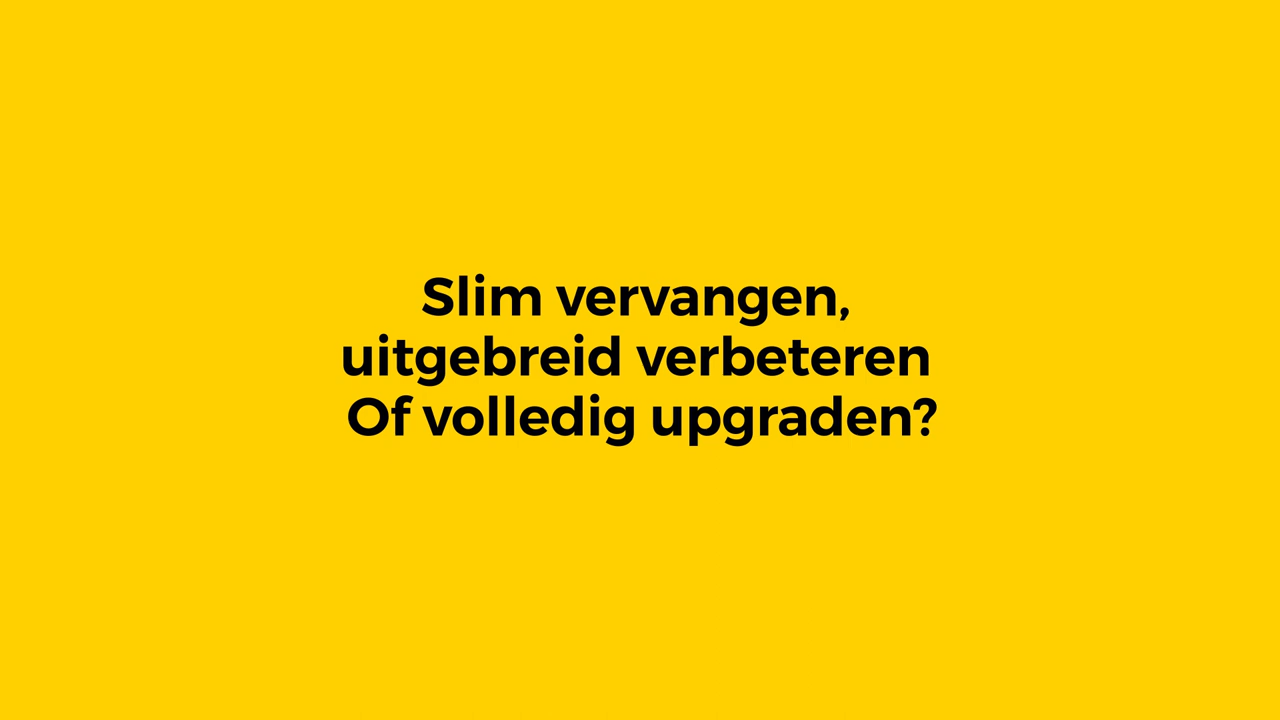 Slim vervangen,
uitgebreid verbeteren
Of volledig upgraden?